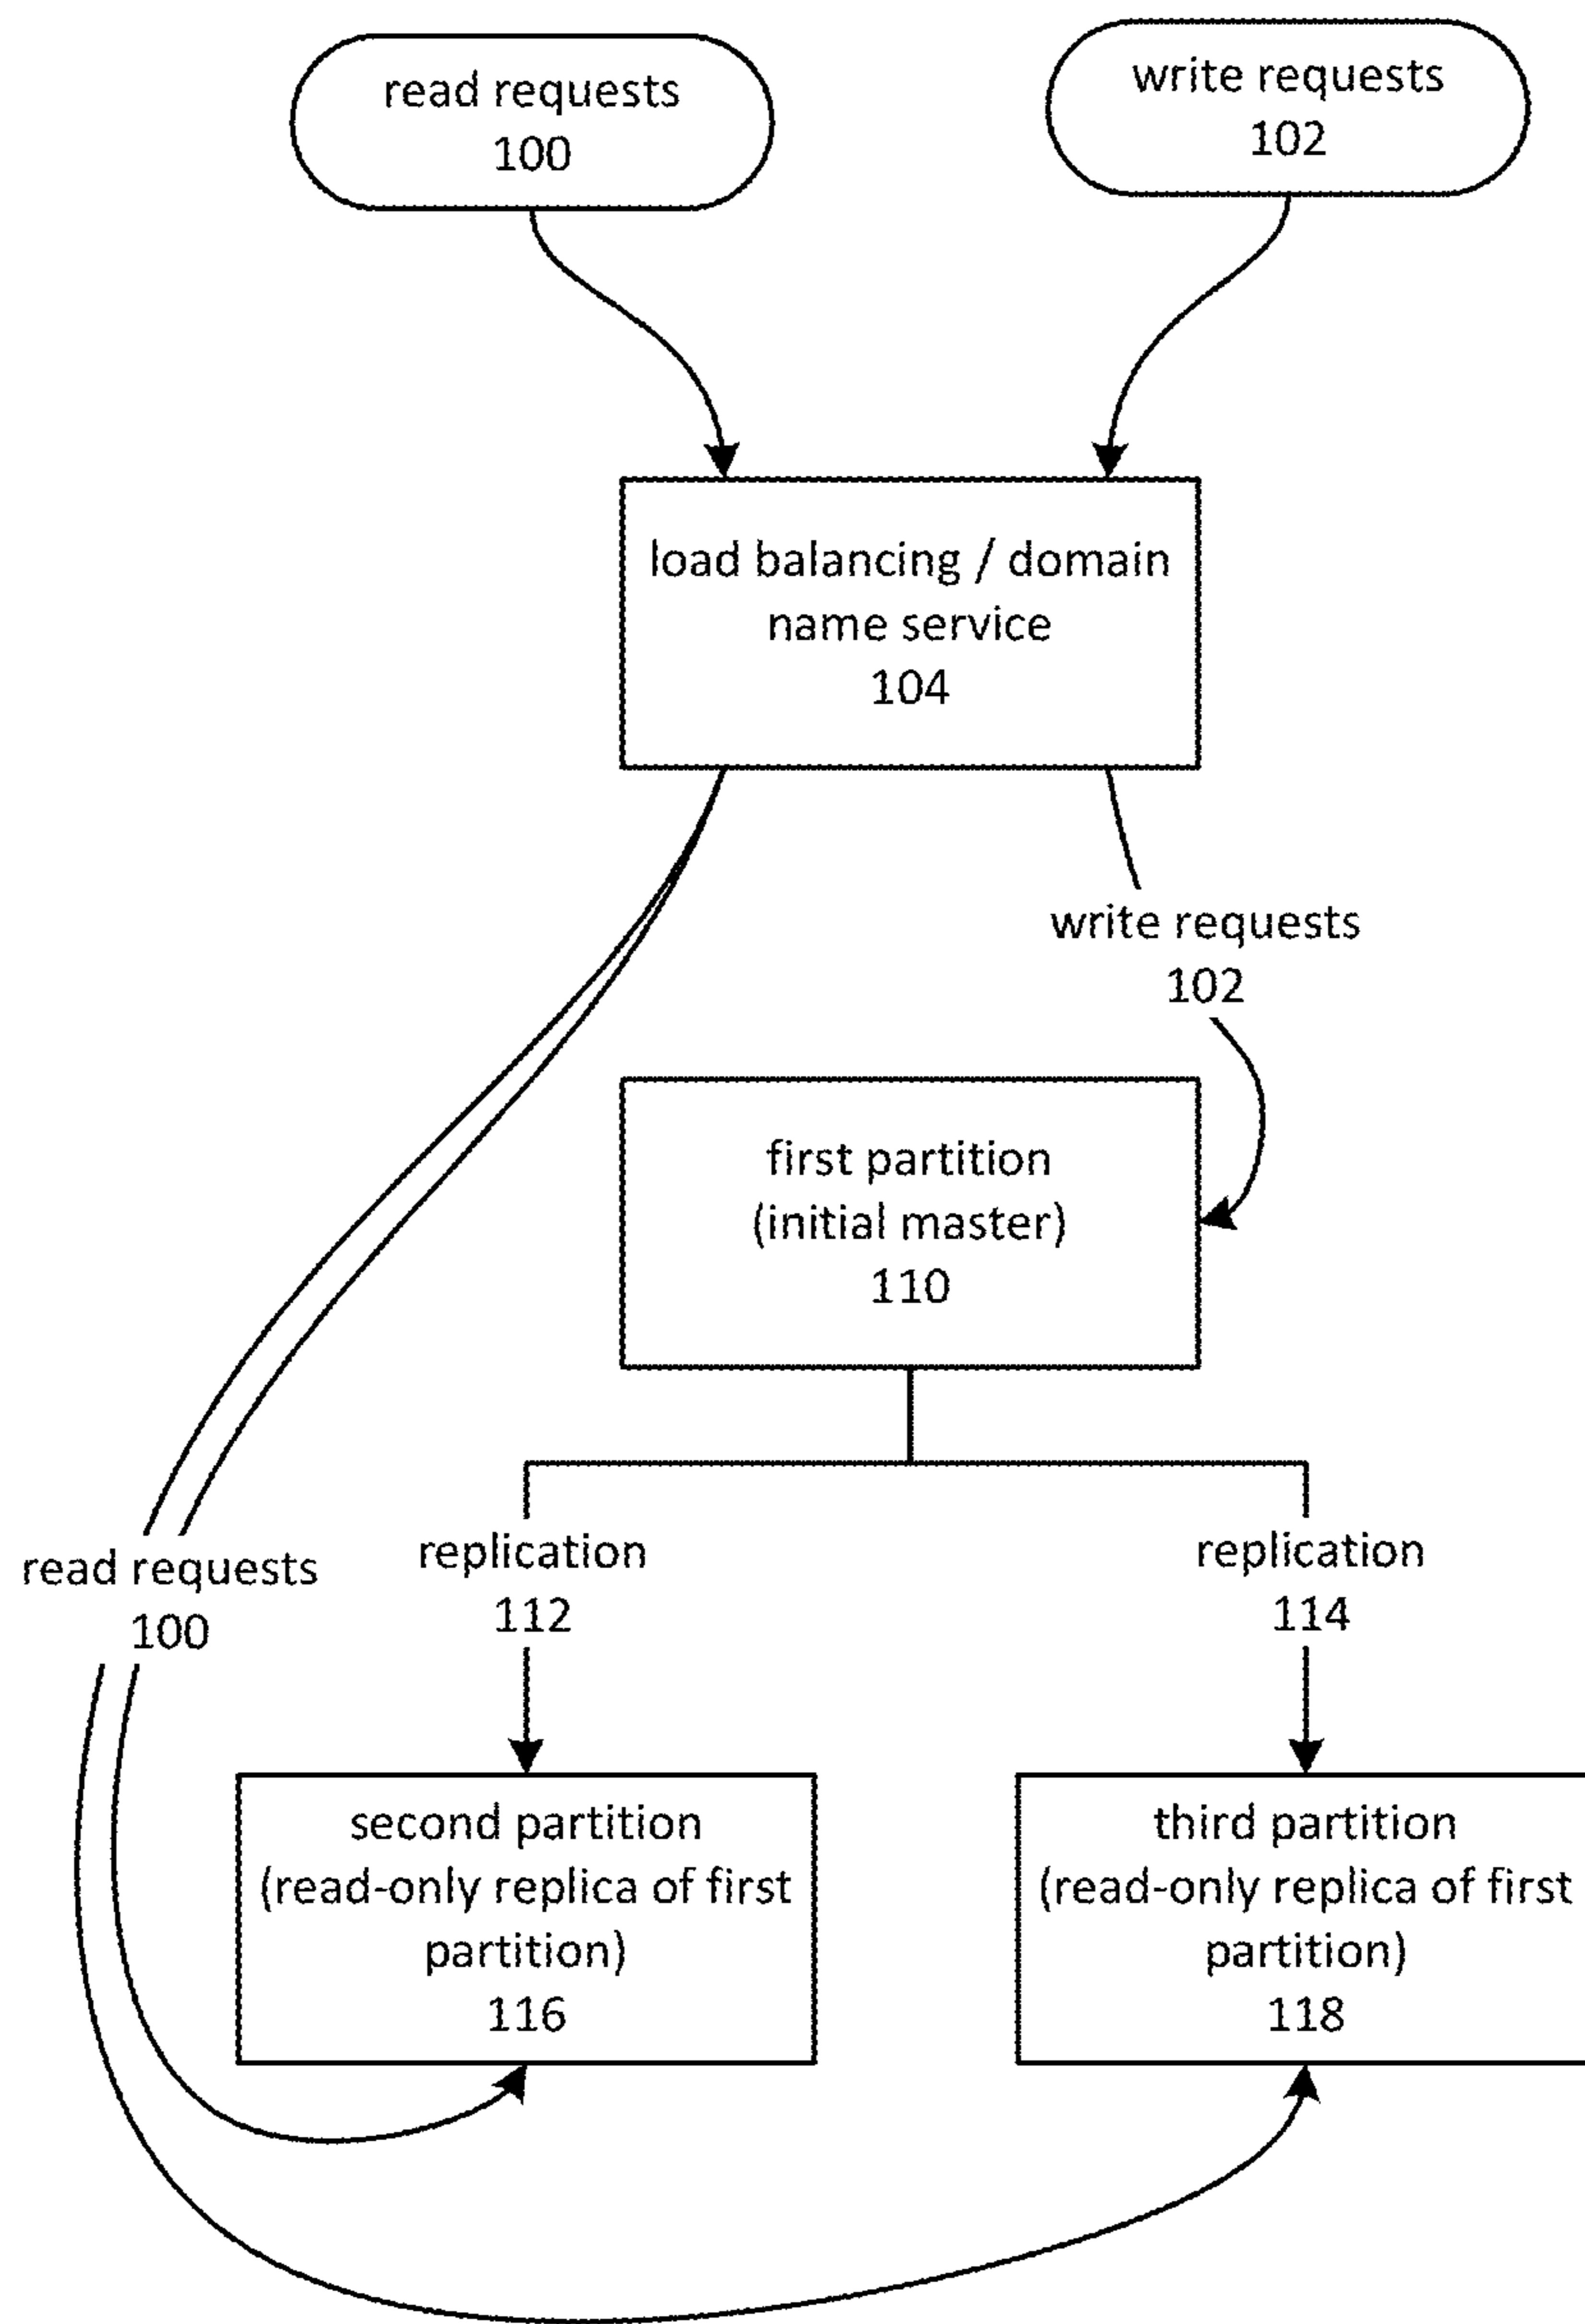 read requests
100
write requests
102
load balancing / domain
name service
104
write requests
102
first partition
(initial master)
110
read requests
100
replication
112
replication
114
second partition
(read-only replica of first
partition)
116
third partition
(read-only replica of first
partition)
118